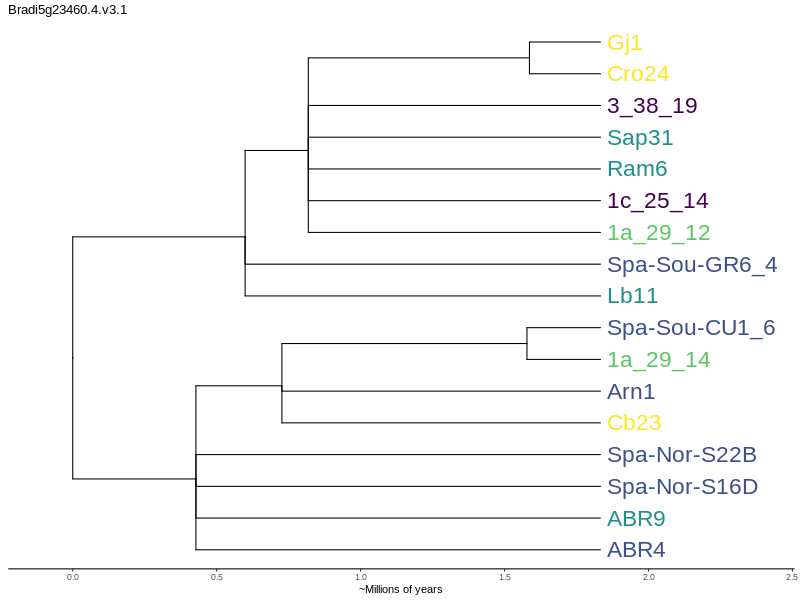 Bradi5g23460.4.v3.1
Gj1
Cro24
3_38_19
Sap31
Ram6
1c_25_14
1a_29_12
Spa-Sou-GR6_4
Lb11
Spa-Sou-CU1_6
1a_29_14
Arn1
Cb23
Spa-Nor-S22B
Spa-Nor-S16D
ABR9
ABR4
0.0 0.5 1.0 1.5 2.0 2.5
~Millions of years